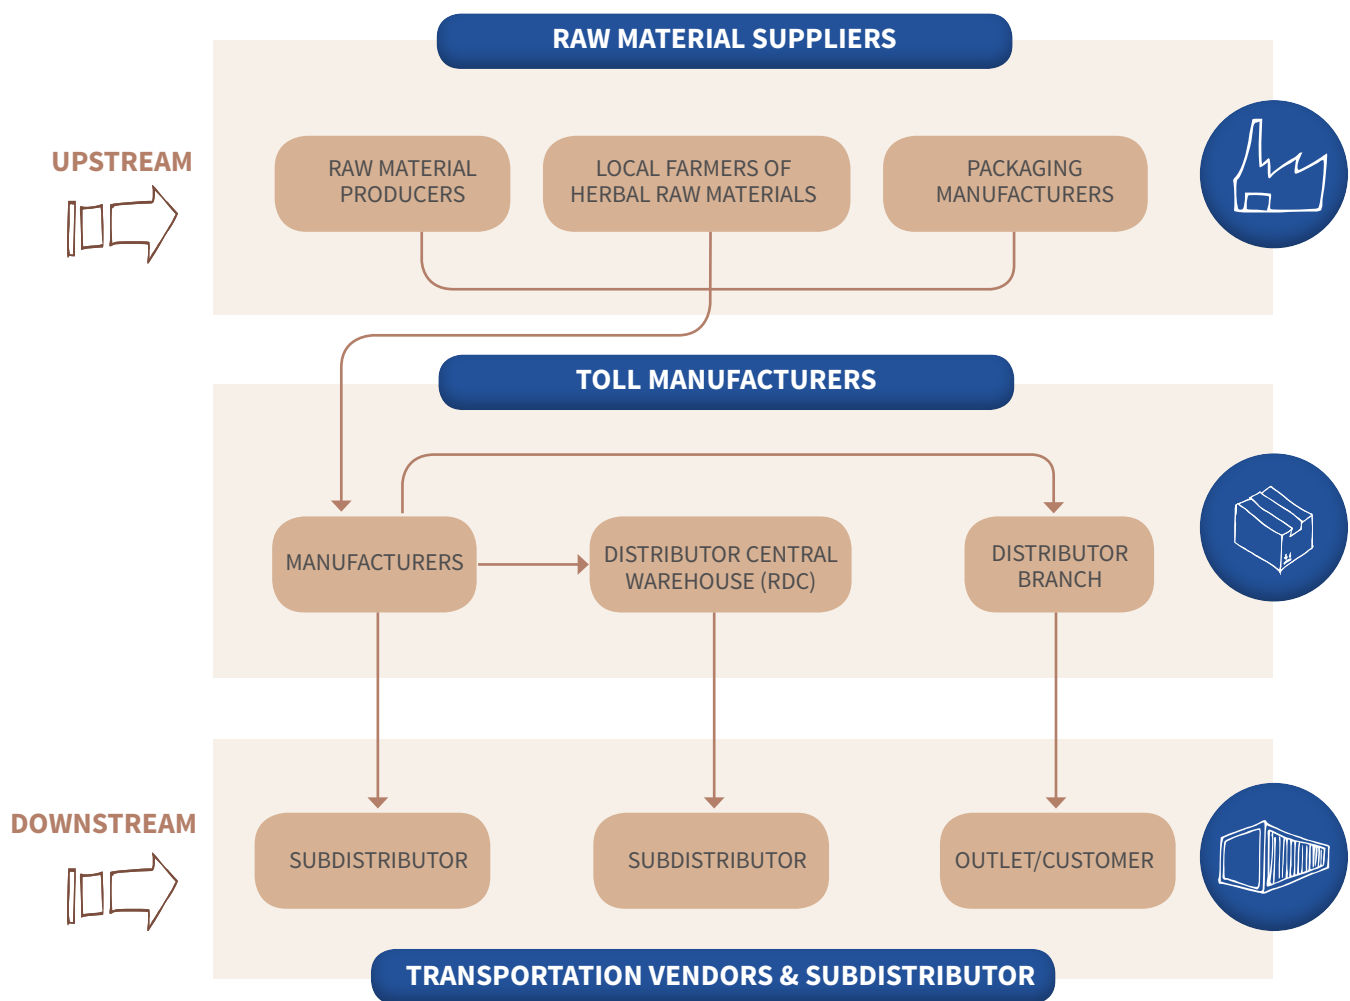 RAW MATERIAL SUPPLIERS
UPSTREAM
RAW MATERIAL
PRODUCERS
LOCAL FARMERS OF
HERBAL RAW MATERIALS
PACKAGING
MANUFACTURERS
TOLL MANUFACTURERS
MANUFACTURERS
DISTRIBUTOR CENTRAL
WAREHOUSE (RDC)
DISTRIBUTOR
BRANCH
DOWNSTREAM
SUBDISTRIBUTOR
SUBDISTRIBUTOR
OUTLET/CUSTOMER
TRANSPORTATION VENDORS & SUBDISTRIBUTOR